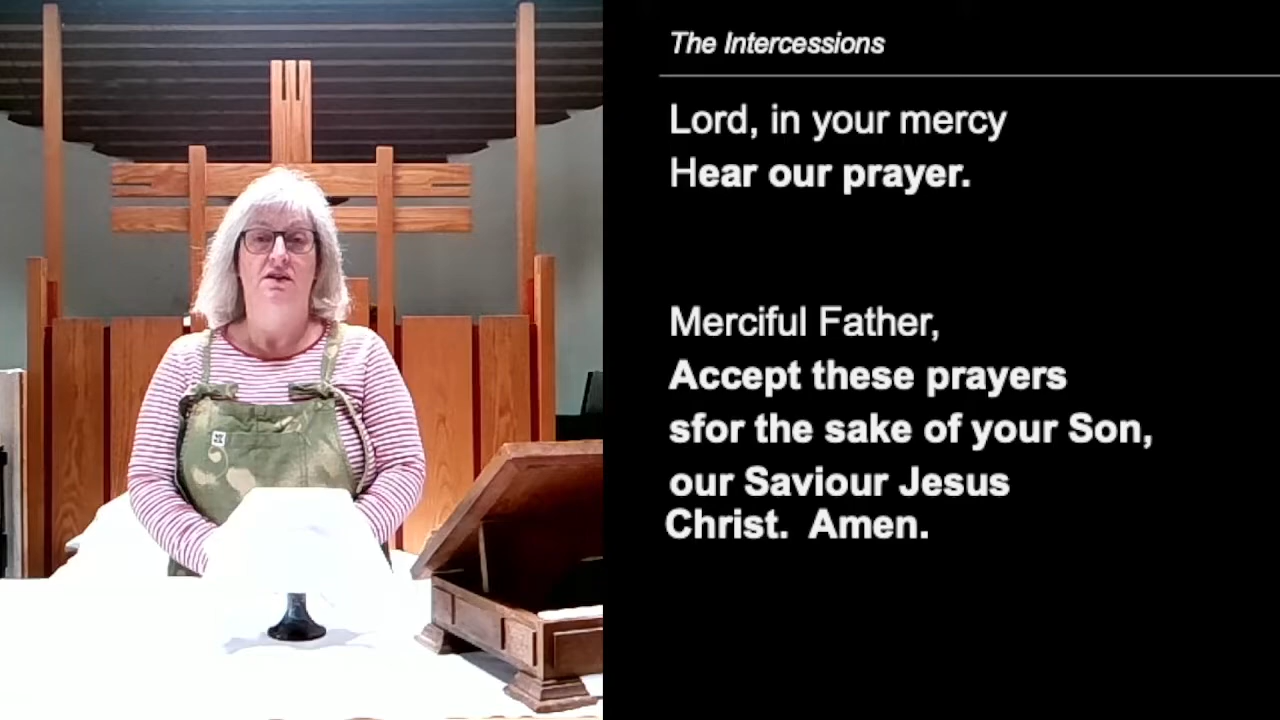 The Intercessions
Lord, in your mercy
Hear our prayer.
Merciful Father,
Accept these prayers
sfor the sake of your Son,
our Saviour Jesus
Christ.  Amen.